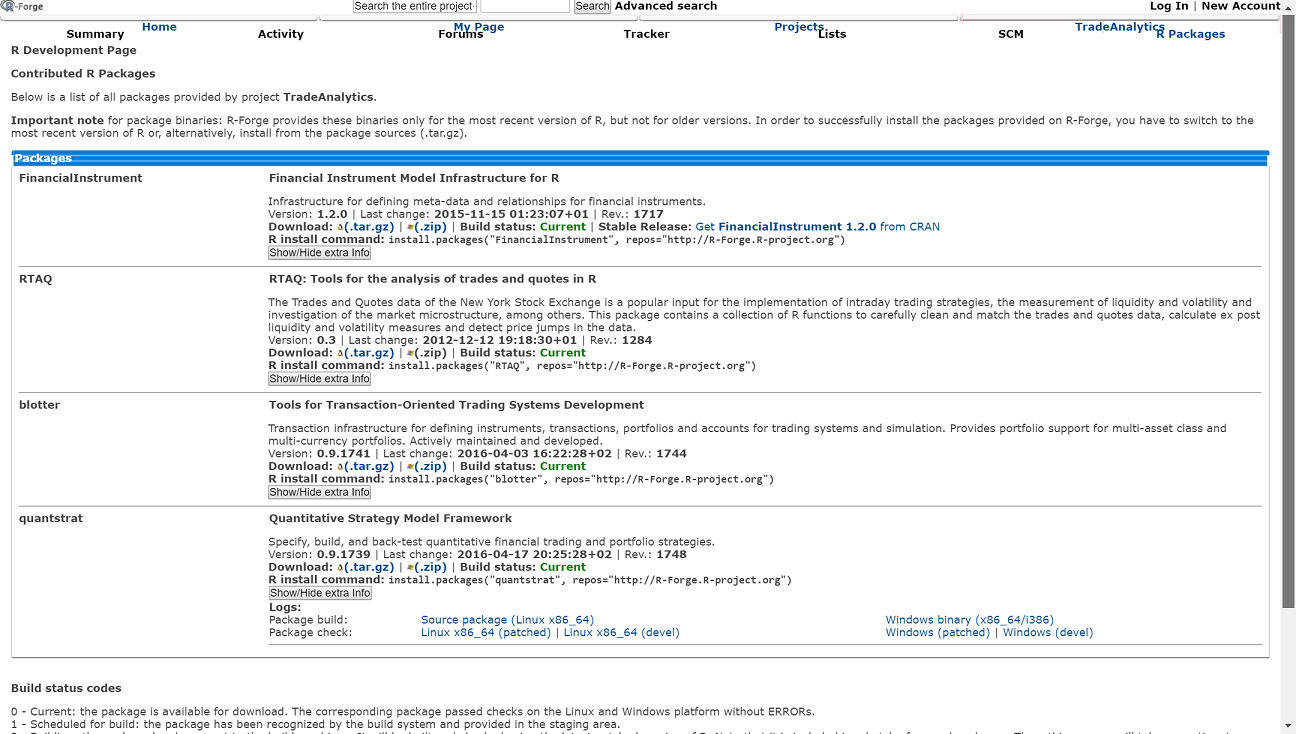 R-Forge Search the entire project Search Advanced search Log In | New Account
Home My Page Projects TradeAnalytics
Summary Activity Forums Tracker Lists SCM R Packages
R Development Page
Contributed R Packages
Below is a list of all packages provided by project TradeAnalytics.
Important note for package binaries: R-Forge provides these binaries only for the most recent version of R, but not for older versions. In order to successfully install the packages provided on R-Forge, you have to switch to the
most recent version of R or, alternatively, install from the package sources (.tar.gz).
Packages
FinancialInstrument Financial Instrument Model Infrastructure for R
Infrastructure for defining meta-data and relationships for financial instruments.
Version: 1.2.0 | Last change: 2015-11-15 01:23:07+01 | Rev.: 1717
Download: (.tar.gz) | (.zip) | Build status: Current | Stable Release: Get FinancialInstrument 1.2.0 from CRAN
R install command: install.packages("FinancialInstrument", repos="http://R-Forge.R-project.org")
Show/Hide extra Info
RTAQ RTAQ: Tools for the analysis of trades and quotes in R
The Trades and Quotes data of the New York Stock Exchange is a popular input for the implementation of intraday trading strategies, the measurement of liquidity and volatility and
investigation of the market microstructure, among others. This package contains a collection of R functions to carefully clean and match the trades and quotes data, calculate ex post
liquidity and volatility measures and detect price jumps in the data.
Version: 0.3 | Last change: 2012-12-12 19:18:30+01 | Rev.: 1284
Download: (.tar.gz) | (.zip) | Build status: Current
R install command: install.packages("RTAQ", repos="http://R-Forge.R-project.org")
Show/Hide extra Info
blotter Tools for Transaction-Oriented Trading Systems Development
Transaction infrastructure for defining instruments, transactions, portfolios and accounts for trading systems and simulation. Provides portfolio support for multi-asset class and
multi-currency portfolios. Actively maintained and developed.
Version: 0.9.1741 | Last change: 2016-04-03 16:22:28+02 | Rev.: 1744
Download: (.tar.gz) | (.zip) | Build status: Current
R install command: install.packages("blotter", repos="http://R-Forge.R-project.org")
Show/Hide extra Info
quantstrat Quantitative Strategy Model Framework
Specify, build, and back-test quantitative financial trading and portfolio strategies.
Version: 0.9.1739 | Last change: 2016-04-17 20:25:28+02 | Rev.: 1748
Download: (.tar.gz) | (.zip) | Build status: Current
R install command: install.packages("quantstrat", repos="http://R-Forge.R-project.org")
Show/Hide extra Info
Logs:
Package build: Source package (Linux x86_64) Windows binary (x86_64/i386)
Package check: Linux x86_64 (patched) | Linux x86_64 (devel) Windows (patched) | Windows (devel)
Build status codes
0 - Current: the package is available for download. The corresponding package passed checks on the Linux and Windows platform without ERRORs.
1 - Scheduled for build: the package has been recognized by the build system and provided in the staging area.